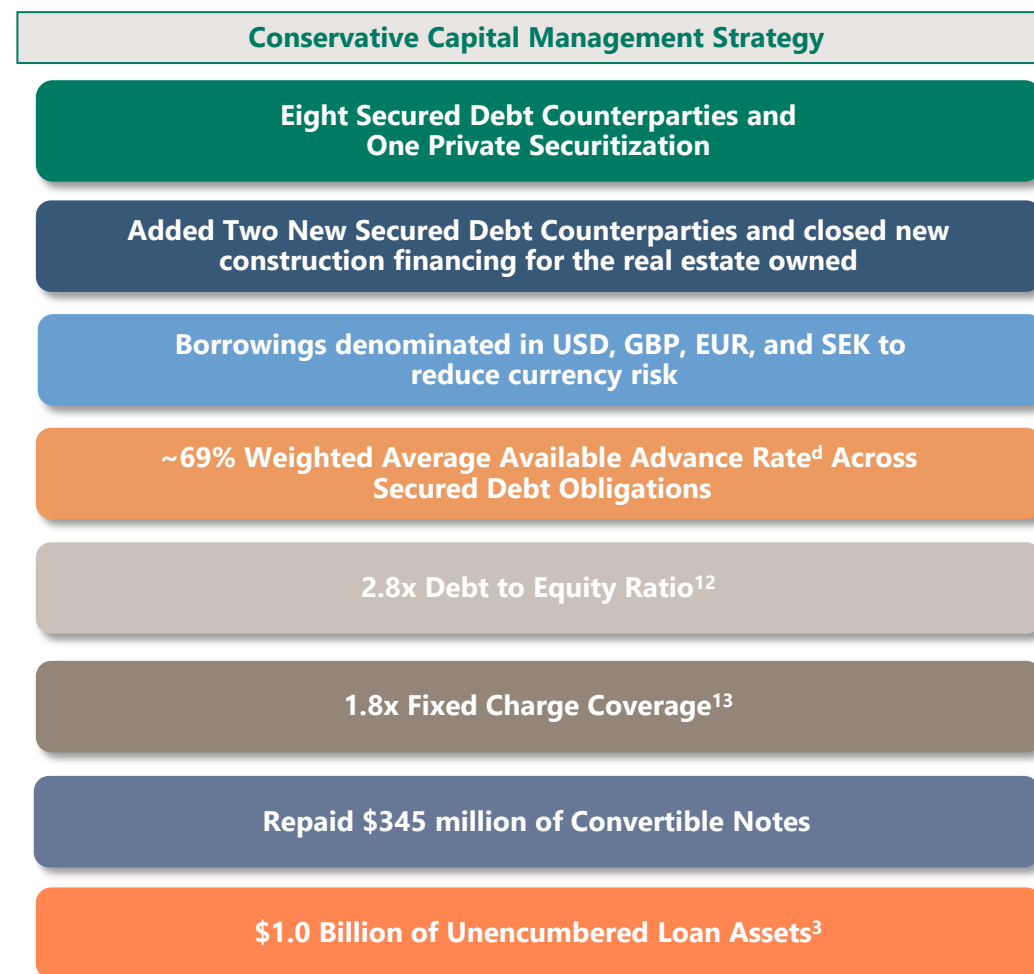 Conservative Capital Management Strategy
Eight Secured Debt Counterparties and
One Private Securitization
Added Two New Secured Debt Counterparties and closed new
construction financing for the real estate owned
Borrowings denominated in USD, GBP, EUR, and SEK to
reduce currency risk
~69% Weighted Average Available Advance Rateᵈ Across
Secured Debt Obligations
2.8x Debt to Equity Ratio¹²
1.8x Fixed Charge Coverage¹³
Repaid $345 million of Convertible Notes
$1.0 Billion of Unencumbered Loan Assets³